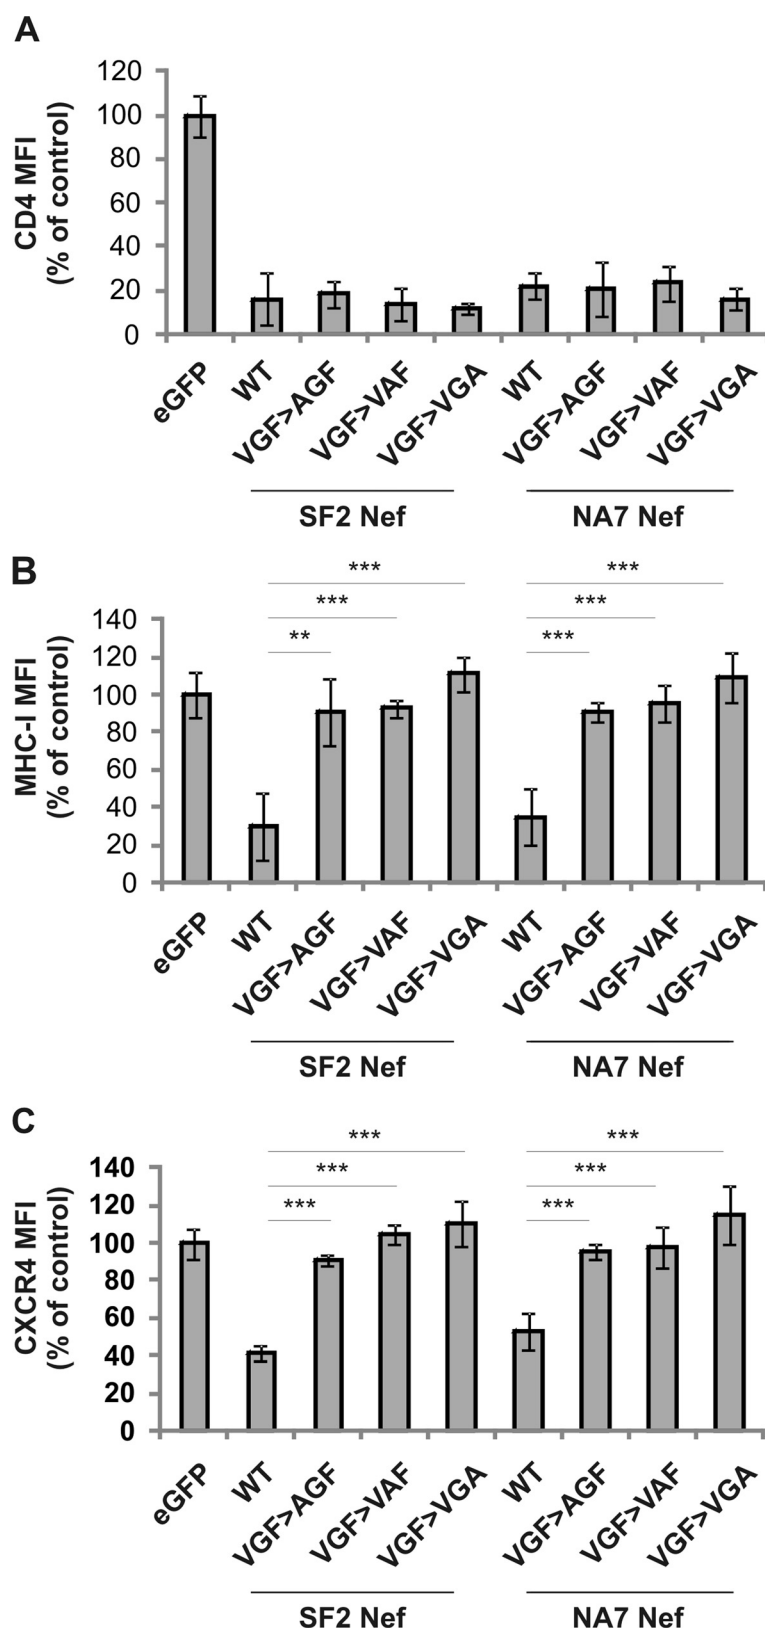 A
CD4 MFI
(% of control)
120
100
80
60
40
20
0
eGFP
WT
VGF>AGF
VGF>VAF
VGF>VGA
WT
VGF>AGF
VGF>VAF
VGF>VGA
SF2 Nef
NA7 Nef
B
MHC-I MFI
(% of control)
140
120
100
80
60
40
20
0
***
***
**
***
***
***
eGFP
WT
VGF>AGF
VGF>VAF
VGF>VGA
WT
VGF>AGF
VGF>VAF
VGF>VGA
SF2 Nef
NA7 Nef
C
CXCR4 MFI
(% of control)
140
120
100
80
60
40
20
0
***
***
***
***
***
***
eGFP
WT
VGF>AGF
VGF>VAF
VGF>VGA
WT
VGF>AGF
VGF>VAF
VGF>VGA
SF2 Nef
NA7 Nef